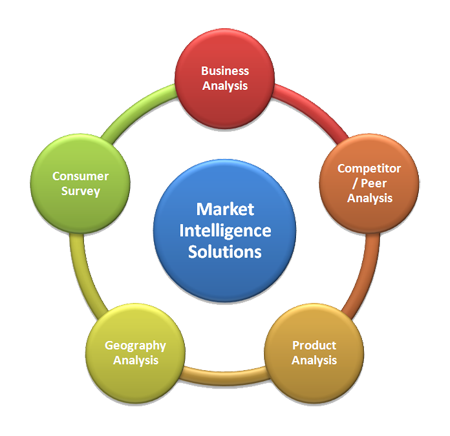 Business
Analysis
Competitor
/ Peer
Analysis
Product
Analysis
Geography
Analysis
Consumer
Survey
Market
Intelligence
Solutions